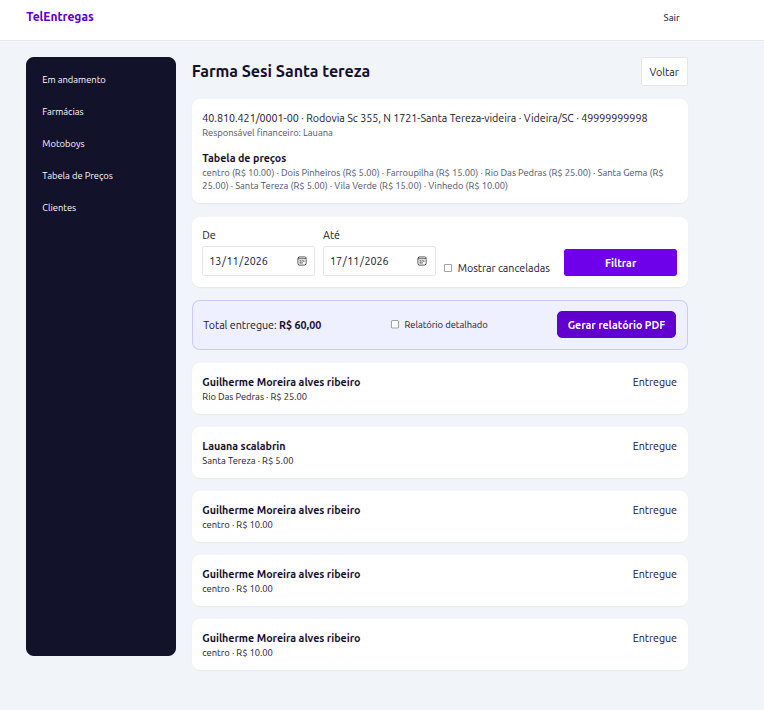 TelEntregas
Sair
Em andamento
Farmácias
Motoboys
Tabela de Preços
Clientes
Farma Sesi Santa tereza
Voltar
40.810.421/0001-00 · Rodovia Sc 355, N 1721-Santa Tereza-videira · Videira/SC · 49999999998
Responsável financeiro: Lauana
Tabela de preços
centro (R$ 10.00) · Dois Pinheiros (R$ 5.00) · Farroupilha (R$ 15.00) · Rio Das Pedras (R$ 25.00) · Santa Gema (R$
25.00) · Santa Tereza (R$ 5.00) · Vila Verde (R$ 15.00) · Vinhedo (R$ 10.00)
De
Até
13/11/2026
17/11/2026
Mostrar canceladas
Filtrar
Total entregue: R$ 60,00
Relatório detalhado
Gerar relatório PDF
Guilherme Moreira alves ribeiro
Entregue
Rio Das Pedras · R$ 25.00
Lauana scalabrin
Entregue
Santa Tereza · R$ 5.00
Guilherme Moreira alves ribeiro
Entregue
centro · R$ 10.00
Guilherme Moreira alves ribeiro
Entregue
centro · R$ 10.00
Guilherme Moreira alves ribeiro
Entregue
centro · R$ 10.00